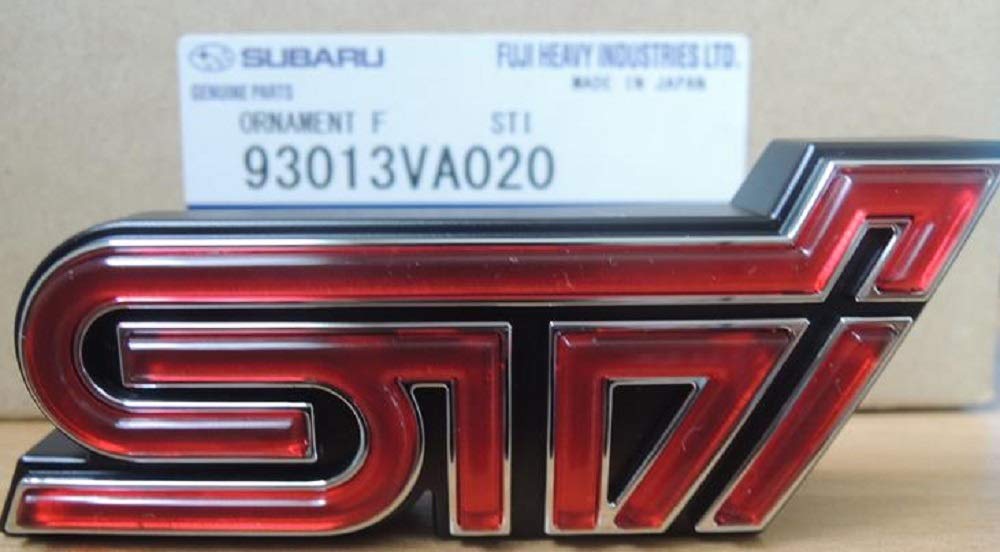 SUBARU FUJI HEAVY INDUSTRIES LTD.
GENUINE PARTS MADE IN JAPAN
ORNAMENT F STI
93013VA020
STi